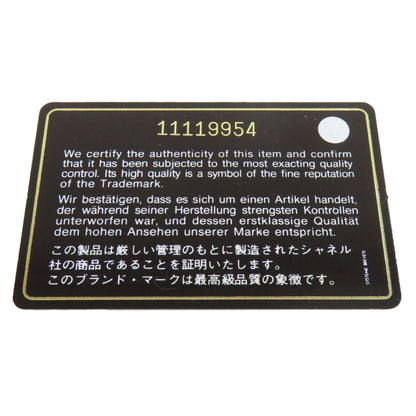 11119954
We certify the authenticity of this item and confirm
that it has been subjected to the most exacting quality
control. Its high quality is a symbol of the fine reputation
of the Trademark.
Wir bestätigen, dass es sich um einen Artikel handelt,
der während seiner Herstellung strengsten Kontrollen
unterworfen war, und dessen erstklassige Qualität
dem hohen Ansehen unserer Marke entspricht.
この製品は厳しい管理のもとに製造されたシャネル
社の商品であることを証明いたします。
このブランド・マークは最高級品質の象徴です。